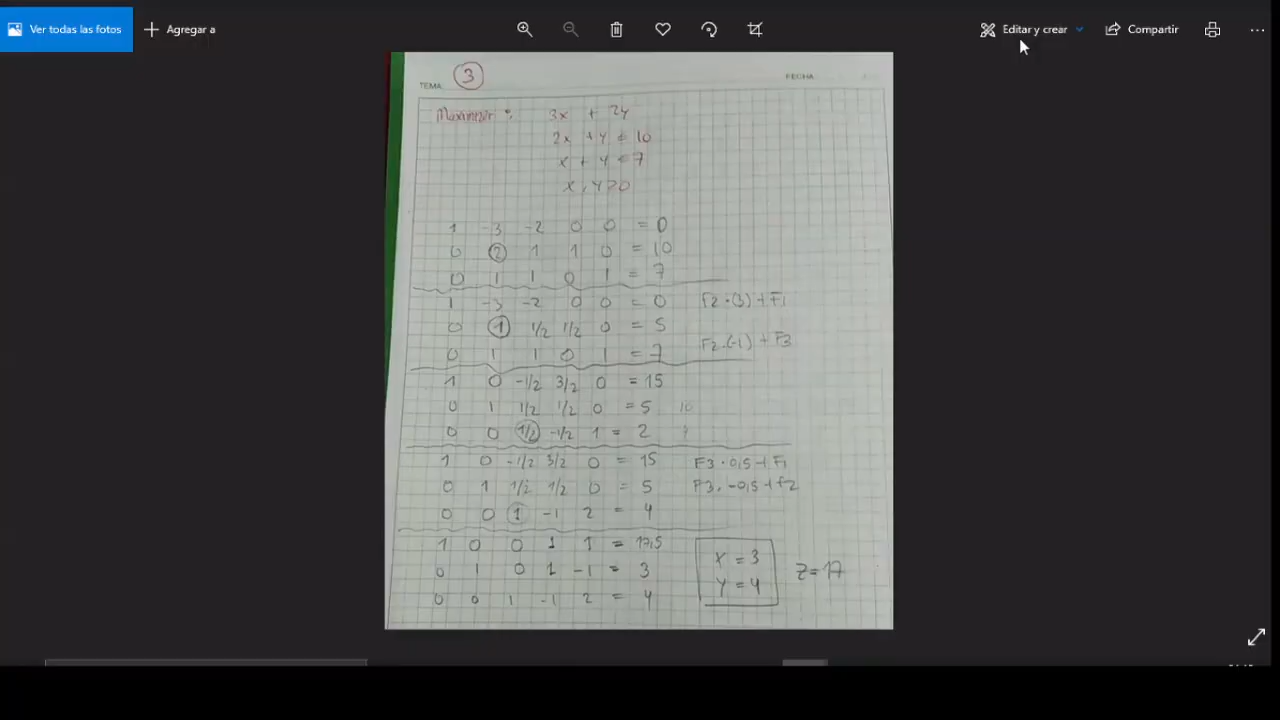 Ver todas las fotos
Agregar a
Editar y crear
Compartir
TEMA 3
FECHA
Maximizar: 3x + 2y
2x + y ≤ 10
x + y ≤ 7
x, y ≥ 0
1 -3 -2 0 0 = 0
0 2 1 1 0 = 10
0 1 1 0 1 = 7
1 -3 -2 0 0 = 0 F2 · (3) + F1
0 1 1/2 1/2 0 = 5
0 1 1 0 1 = 7 F2 · (-1) + F3
1 0 -1/2 3/2 0 = 15
0 1 1/2 1/2 0 = 5 10
0 0 1/2 -1/2 1 = 2
1 0 -1/2 3/2 0 = 15 F3 · 0,5 + F1
0 1 1/2 1/2 0 = 5 F3 · -0,5 + F2
0 0 1 -1 2 = 4
1 0 0 1 1 = 17,5
0 1 0 1 -1 = 3
0 0 1 -1 2 = 4
x = 3
y = 4
Z = 17